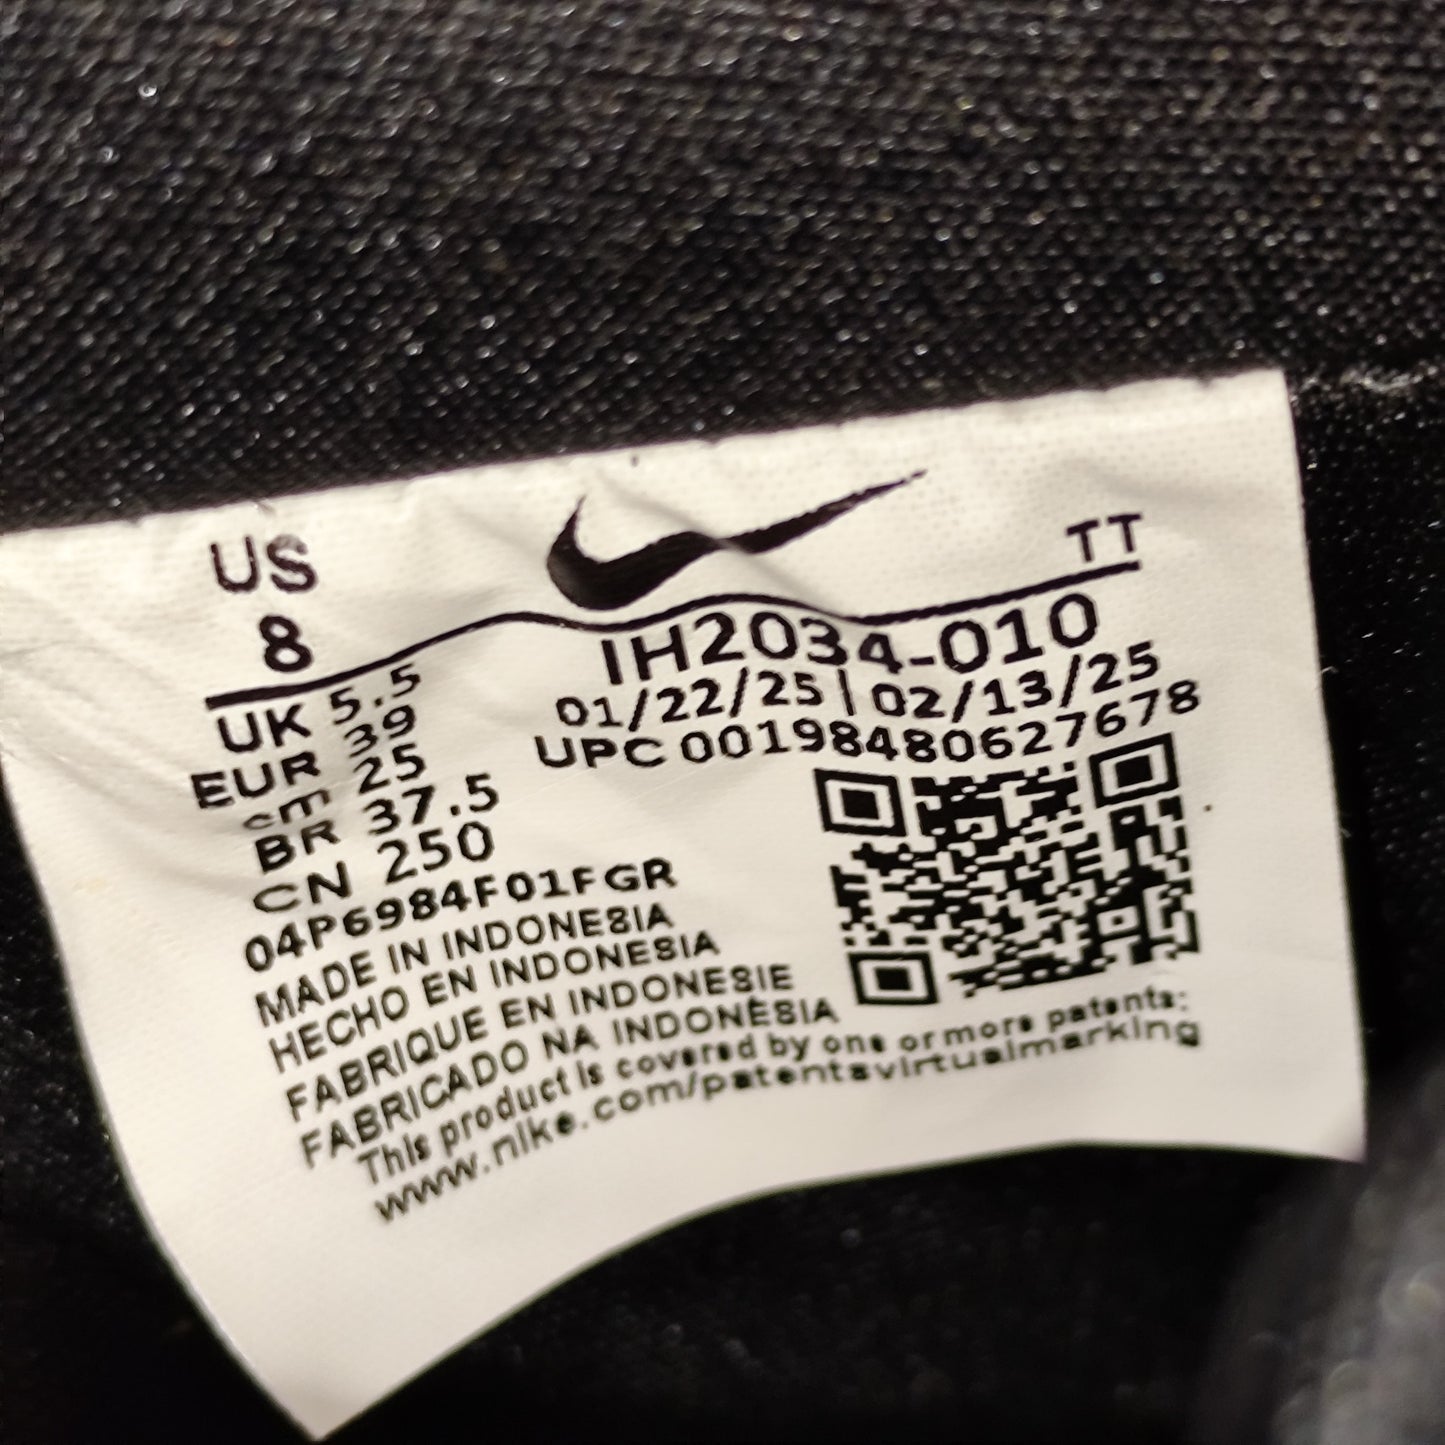 US
8
TT
UK 5.5
EUR 39
cm 25
BR 37.5
CN 250
IH2034-010
01/22/25 | 02/13/25
UPC 00198480627678
04P6984F01FGR
MADE IN INDONESIA
HECHO EN INDONESIA
FABRIQUE EN INDONESIE
FABRICADO NA INDONÉSIA
This product is covered by one or more patents:
www.nike.com/patentsvirtualmarking